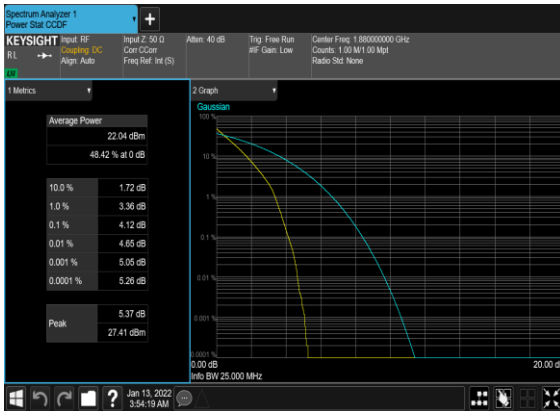 Spectrum Analyzer 1
Power Stat CCDF
+
KEYSIGHT
RL
LXI
Input: RF
Coupling: DC
Align: Auto
Input Z: 50 Ω
Corr CCorr
Freq Ref: Int (S)
Atten: 40 dB
Trig: Free Run
#IF Gain: Low
Center Freq: 1.880000000 GHz
Counts: 1.00 M/1.00 Mpt
Radio Std: None
1 Metrics
2 Graph
Average Power
22.04 dBm
48.42 % at 0 dB
10.0 % 1.72 dB
1.0 % 3.36 dB
0.1 % 4.12 dB
0.01 % 4.65 dB
0.001 % 5.05 dB
0.0001 % 5.26 dB
Peak
5.37 dB
27.41 dBm
Gaussian
100 %
10 %
1 %
0.1 %
0.01 %
0.001 %
0.0001 %
0.00 dB
20.00 d
Info BW 25.000 MHz
?
Jan 13, 2022
3:54:19 AM